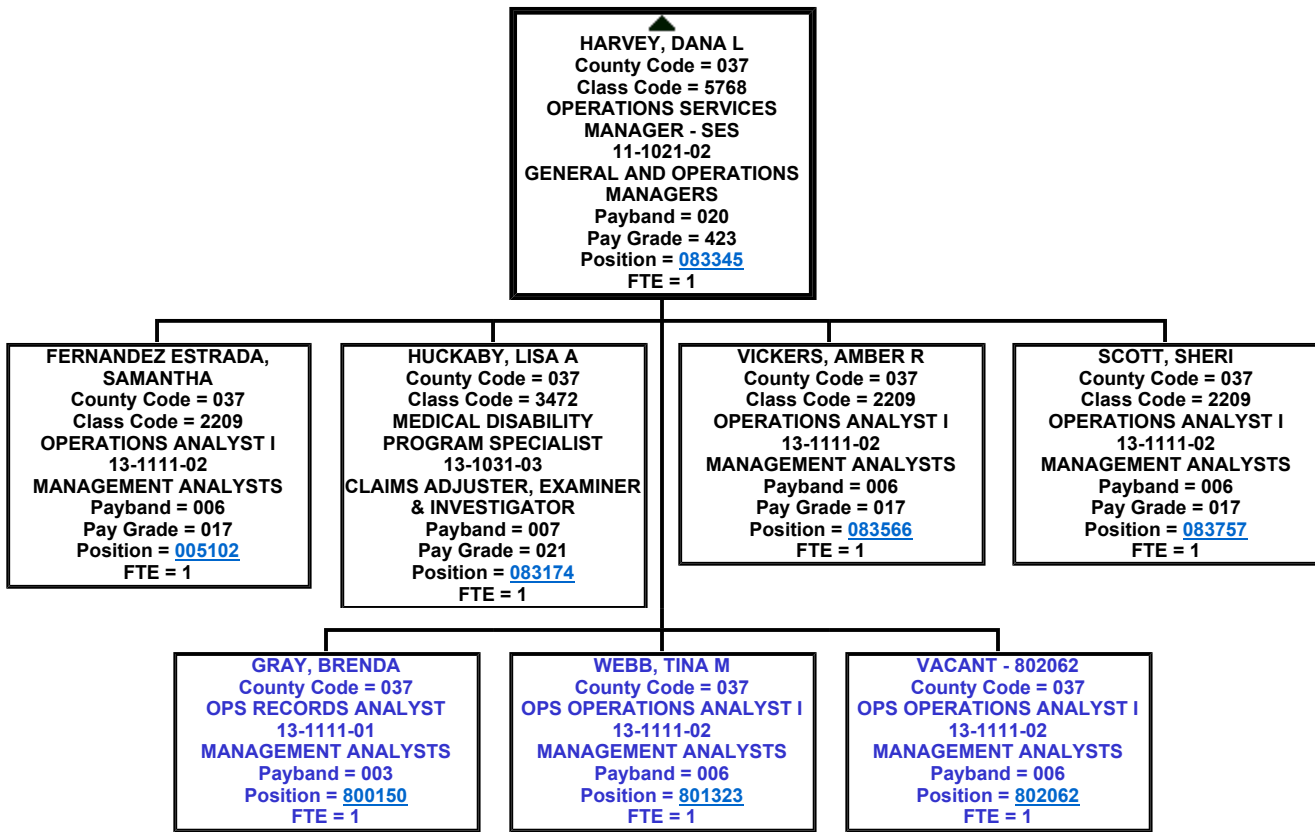 HARVEY, DANA L
County Code = 037
Class Code = 5768
OPERATIONS SERVICES
MANAGER - SES
11-1021-02
GENERAL AND OPERATIONS
MANAGERS
Payband = 020
Pay Grade = 423
Position = 083345
FTE = 1
FERNANDEZ ESTRADA,
SAMANTHA
County Code = 037
Class Code = 2209
OPERATIONS ANALYST I
13-1111-02
MANAGEMENT ANALYSTS
Payband = 006
Pay Grade = 017
Position = 005102
FTE = 1
HUCKABY, LISA A
County Code = 037
Class Code = 3472
MEDICAL DISABILITY
PROGRAM SPECIALIST
13-1031-03
CLAIMS ADJUSTER, EXAMINER
& INVESTIGATOR
Payband = 007
Pay Grade = 021
Position = 083174
FTE = 1
VICKERS, AMBER R
County Code = 037
Class Code = 2209
OPERATIONS ANALYST I
13-1111-02
MANAGEMENT ANALYSTS
Payband = 006
Pay Grade = 017
Position = 083566
FTE = 1
SCOTT, SHERI
County Code = 037
Class Code = 2209
OPERATIONS ANALYST I
13-1111-02
MANAGEMENT ANALYSTS
Payband = 006
Pay Grade = 017
Position = 083757
FTE = 1
GRAY, BRENDA
County Code = 037
OPS RECORDS ANALYST
13-1111-01
MANAGEMENT ANALYSTS
Payband = 003
Position = 800150
FTE = 1
WEBB, TINA M
County Code = 037
OPS OPERATIONS ANALYST I
13-1111-02
MANAGEMENT ANALYSTS
Payband = 006
Position = 801323
FTE = 1
VACANT - 802062
County Code = 037
OPS OPERATIONS ANALYST I
13-1111-02
MANAGEMENT ANALYSTS
Payband = 006
Position = 802062
FTE = 1